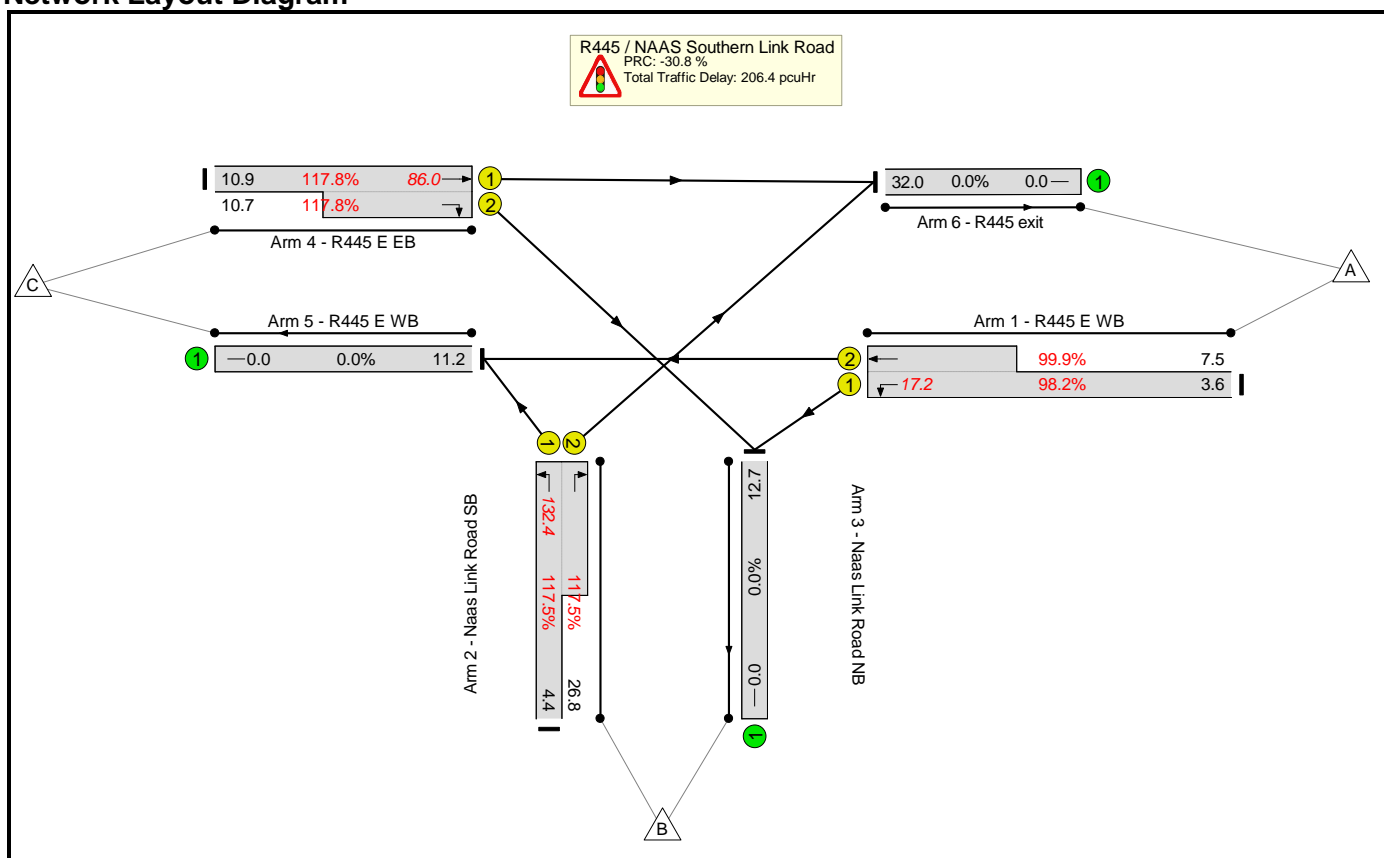 Network Layout Diagram
R445 / NAAS Southern Link Road
PRC: -30.8 %
Total Traffic Delay: 206.4 pcuHr
10.9 117.8% 86.0
1
10.7 117.8%
2
Arm 4 - R445 E EB
32.0 0.0% 0.0
1
Arm 6 - R445 exit
C
A
Arm 5 - R445 E WB
1
0.0 0.0% 11.2
Arm 1 - R445 E WB
2
99.9% 7.5
1
17.2 98.2% 3.6
1
2
Arm 2 - Naas Link Road SB
132.4 117.5% 4.4
117.5% 26.8
12.7 0.0% 0.0
1
Arm 3 - Naas Link Road NB
B